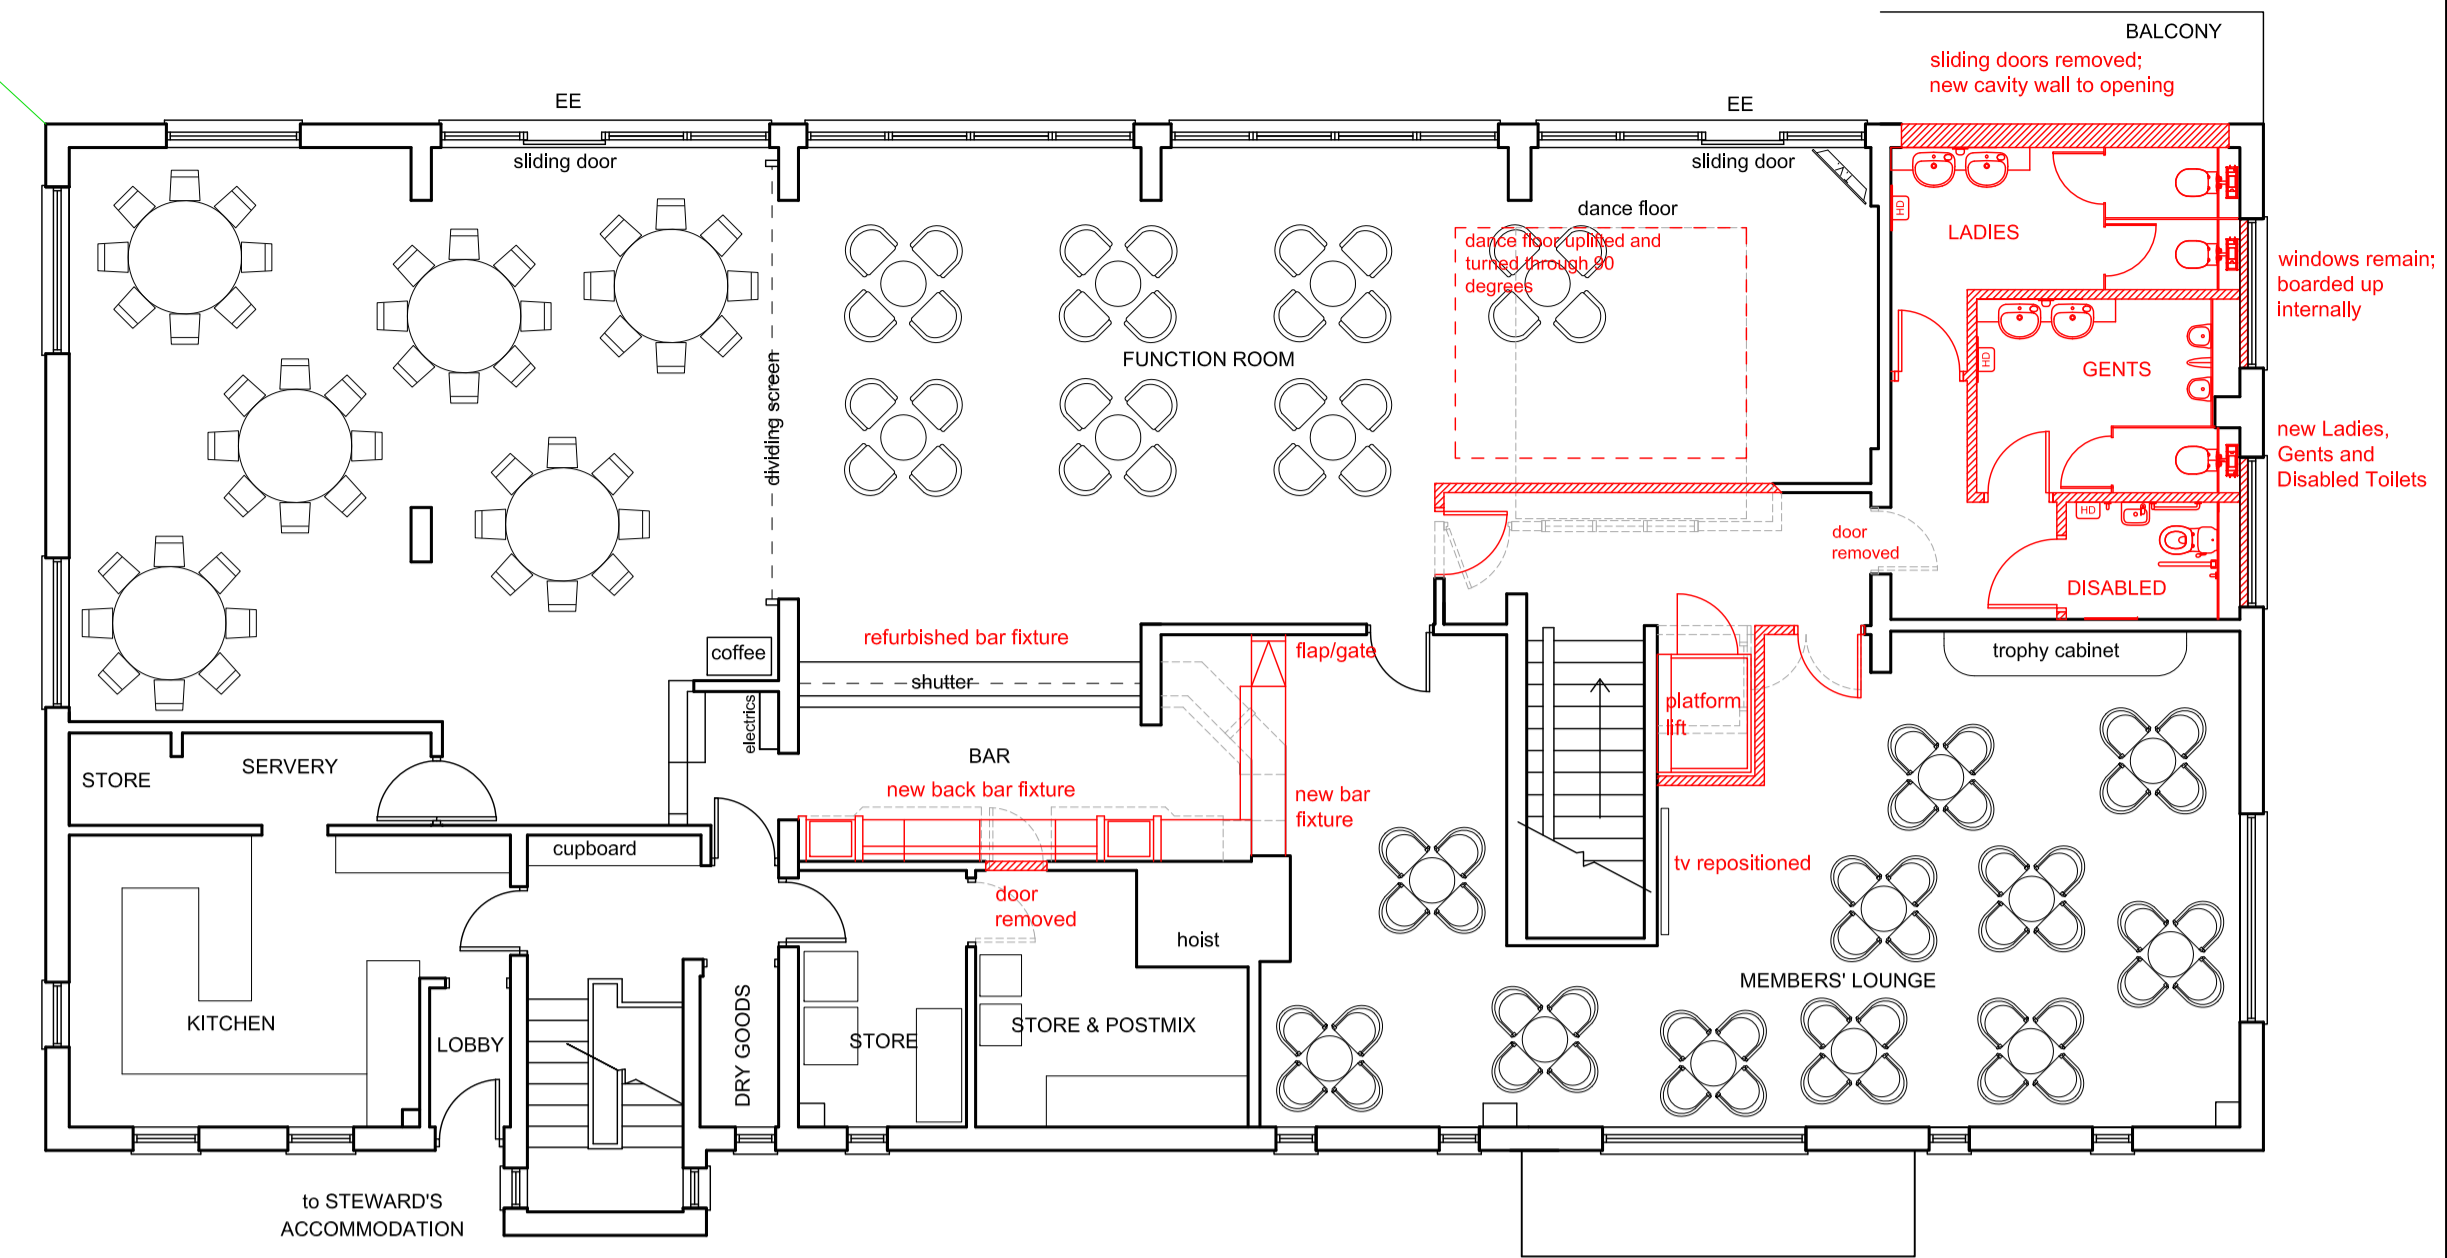 BALCONY
sliding doors removed;
new cavity wall to opening
EE
EE
sliding door
sliding door
TV
dance floor
dance floor uplifted and
turned through 90
degrees
HD
LADIES
windows remain;
boarded up
internally
FUNCTION ROOM
dividing screen
HD
GENTS
new Ladies,
Gents and
Disabled Toilets
HD
door
removed
DISABLED
refurbished bar fixture
coffee
shutter
flap/gate
trophy cabinet
electrics
platform
lift
STORE
SERVERY
BAR
new back bar fixture
new bar
fixture
cupboard
tv repositioned
door
removed
hoist
MEMBERS' LOUNGE
KITCHEN
LOBBY
DRY GOODS
STORE
STORE & POSTMIX
to STEWARD'S
ACCOMMODATION